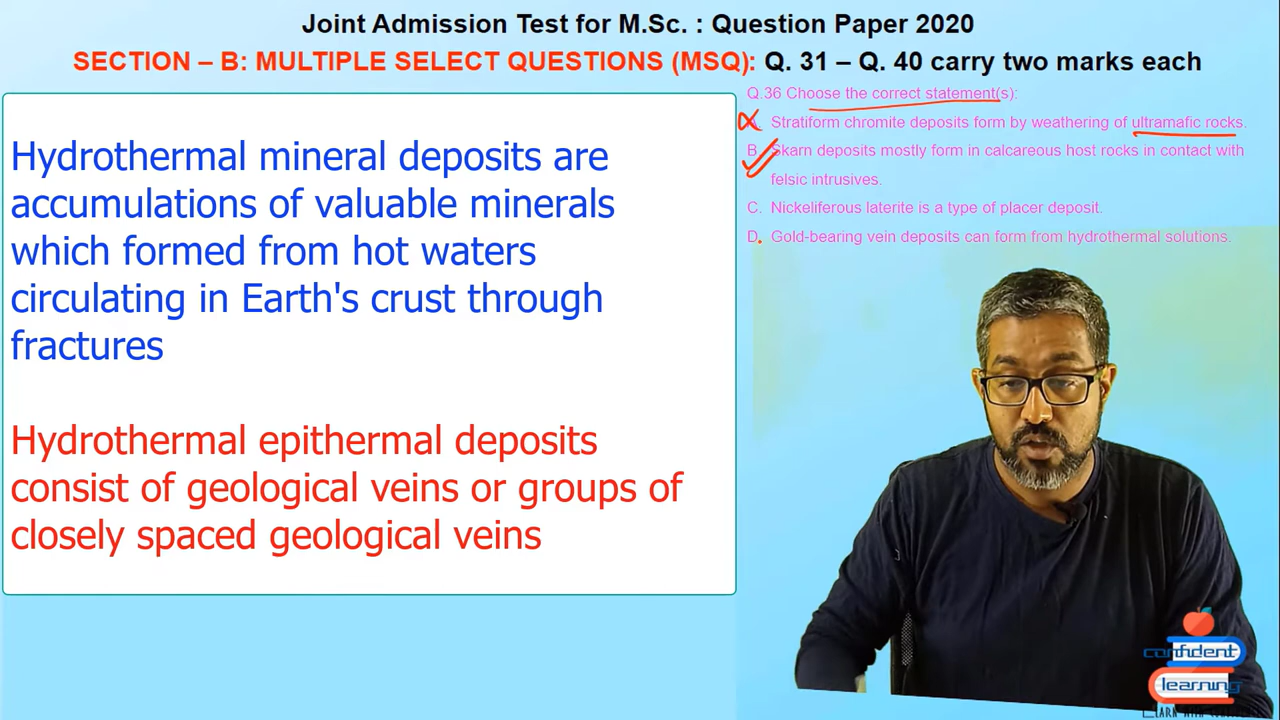 Joint Admission Test for M.Sc. : Question Paper 2020
SECTION – B: MULTIPLE SELECT QUESTIONS (MSQ): Q. 31 – Q. 40 carry two marks each
Hydrothermal mineral deposits are
accumulations of valuable minerals
which formed from hot waters
circulating in Earth's crust through
fractures
Hydrothermal epithermal deposits
consist of geological veins or groups of
closely spaced geological veins
Q.36 Choose the correct statement(s):
A. Stratiform chromite deposits form by weathering of ultramafic rocks.
B. Skarn deposits mostly form in calcareous host rocks in contact with
felsic intrusives.
C. Nickeliferous laterite is a type of placer deposit.
D. Gold-bearing vein deposits can form from hydrothermal solutions.
confident
learning